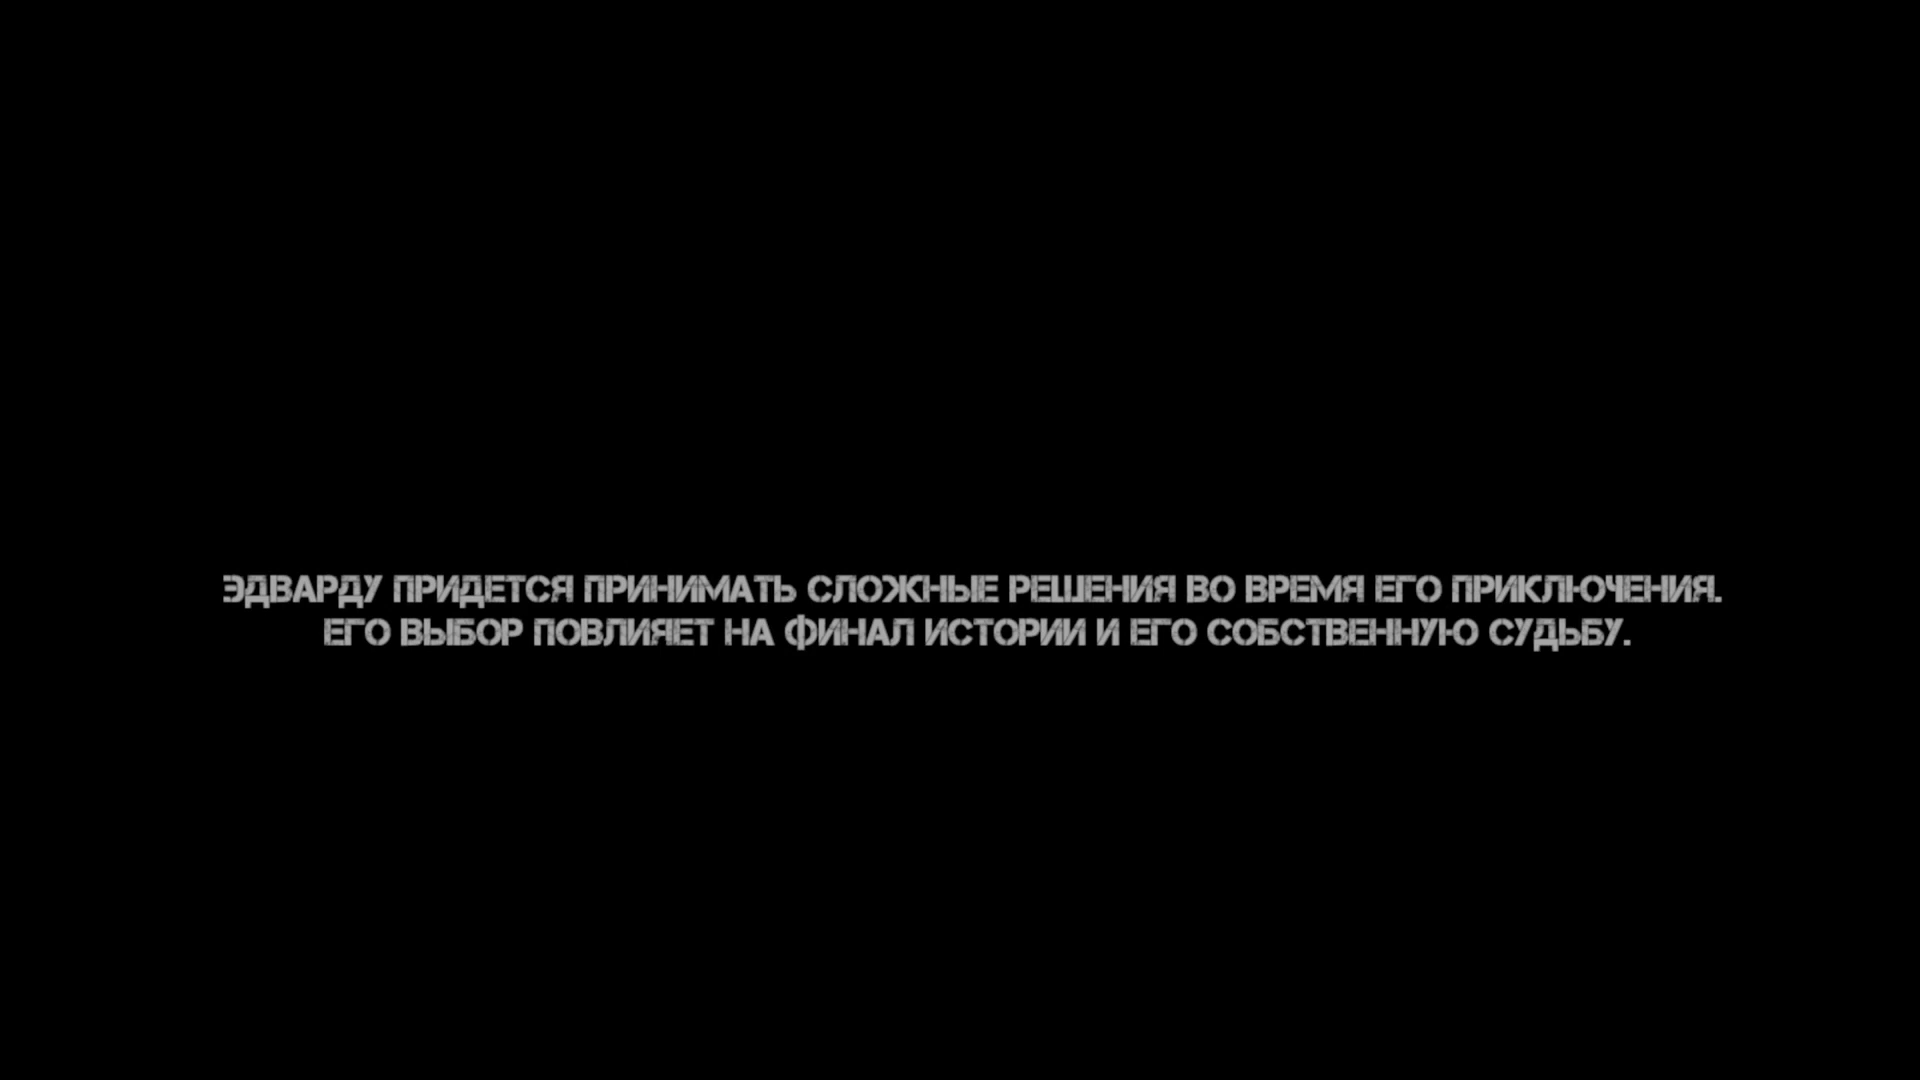 ЭДВАРДУ ПРИДЕТСЯ ПРИНИМАТЬ СЛОЖНЫЕ РЕШЕНИЯ ВО ВРЕМЯ ЕГО ПРИКЛЮЧЕНИЯ.
ЕГО ВЫБОР ПОВЛИЯЕТ НА ФИНАЛ ИСТОРИИ И ЕГО СОБСТВЕННУЮ СУДЬБУ.